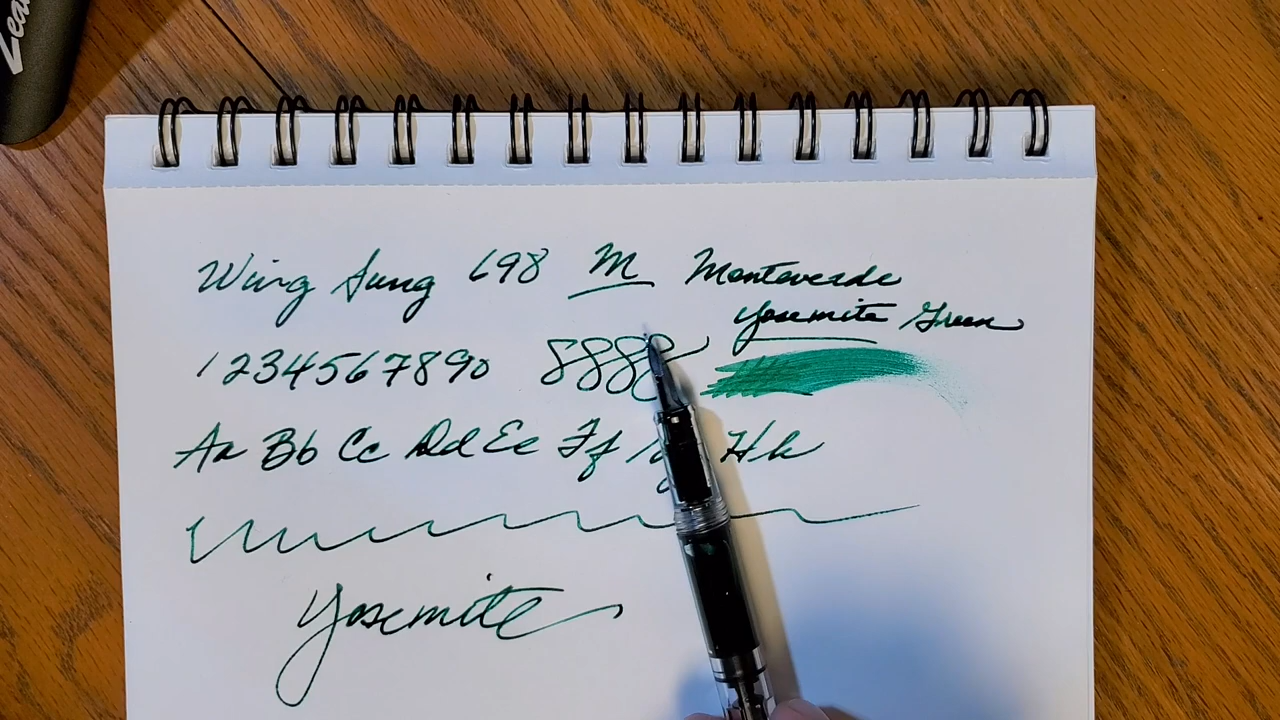 Wing Sung 698 M Monteverde
Yosemite Green
1234567890 8888
Aa Bb Cc Dd Ee Ff Hh
Yosemite